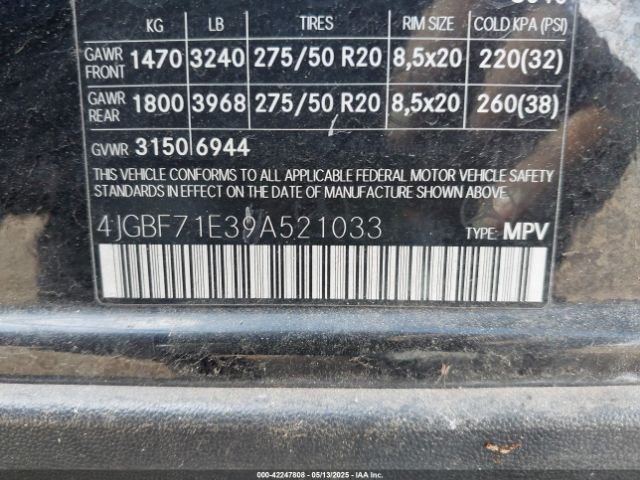 KG LB TIRES RIM SIZE COLD KPA (PSI)
GAWR FRONT 1470 3240 275/50 R20 8,5x20 220(32)
GAWR REAR 1800 3968 275/50 R20 8,5x20 260(38)
GVWR 3150 6944
THIS VEHICLE CONFORMS TO ALL APPLICABLE FEDERAL MOTOR VEHICLE SAFETY
STANDARDS IN EFFECT ON THE DATE OF MANUFACTURE SHOWN ABOVE.
4JGBF71E39A521033 TYPE: MPV
000-42247808 - 05/13/2025 - IAA Inc.